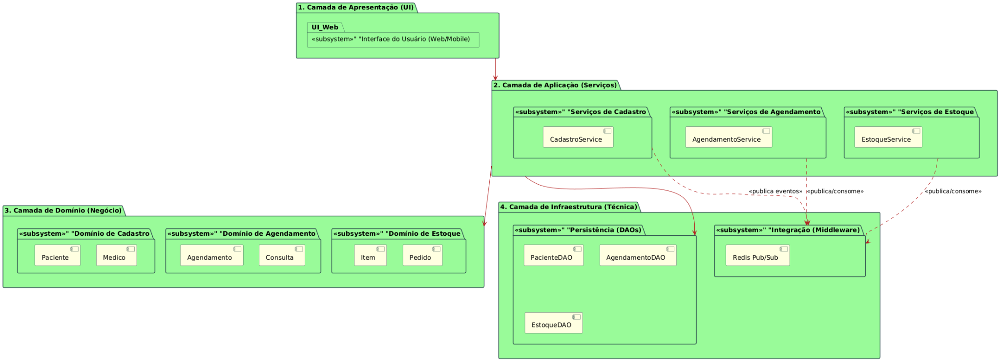 1. Camada de Apresentação (UI)
UI_Web
«subsystem»" "Interface do Usuário (Web/Mobile)
2. Camada de Aplicação (Serviços)
«subsystem»" "Serviços de Cadastro
CadastroService
«subsystem»" "Serviços de Agendamento
AgendamentoService
«subsystem»" "Serviços de Estoque
EstoqueService
«publica eventos»
«publica/consome»
«publica/consome»
3. Camada de Domínio (Negócio)
«subsystem»" "Domínio de Cadastro
Paciente
Medico
«subsystem»" "Domínio de Agendamento
Agendamento
Consulta
«subsystem»" "Domínio de Estoque
Item
Pedido
4. Camada de Infraestrutura (Técnica)
«subsystem»" "Persistência (DAOs)
PacienteDAO
AgendamentoDAO
EstoqueDAO
«subsystem»" "Integração (Middleware)
Redis Pub/Sub